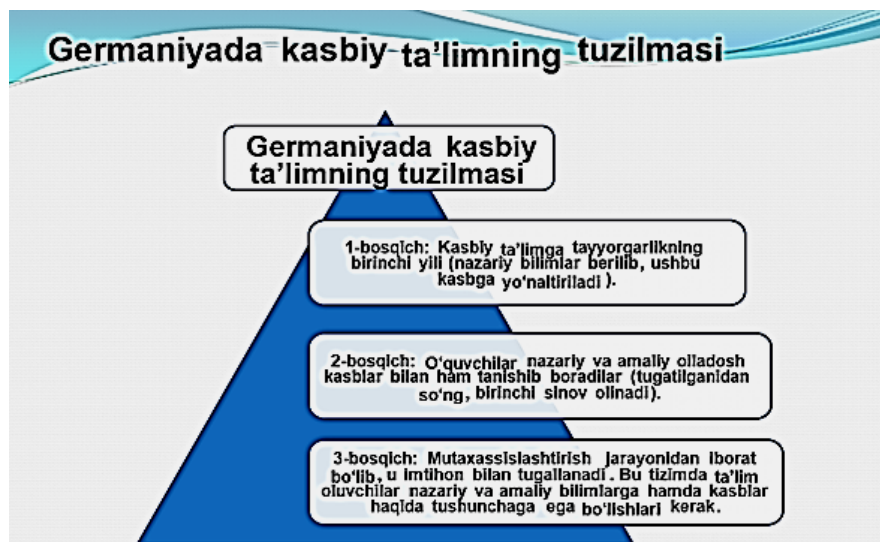 Germaniyada kasbiy ta’limning tuzilmasi
Germaniyada kasbiy
ta’limning tuzilmasi
1-bosqich: Kasbiy ta’limga tayyorgarlikning
birinchi yili (nazariy bilimlar berilib, ushbu
kasbga yo‘naltiriladi ).
2-bosqich: O‘quvchilar nazariy va amaliy oiladosh
kasblar bilan ham tanishib boradilar (tugatilganidan
so‘ng, birinchi sinov olinadi).
3-bosqich: Mutaxassislashtirish jarayonidan iborat
bo‘lib, u imtihon bilan tugallanadi . Bu tizimda ta’lim
oluvchilar nazariy va amaliy bilimlarga hamda kasblar
haqida tushunchaga ega bo‘lishlari kerak.